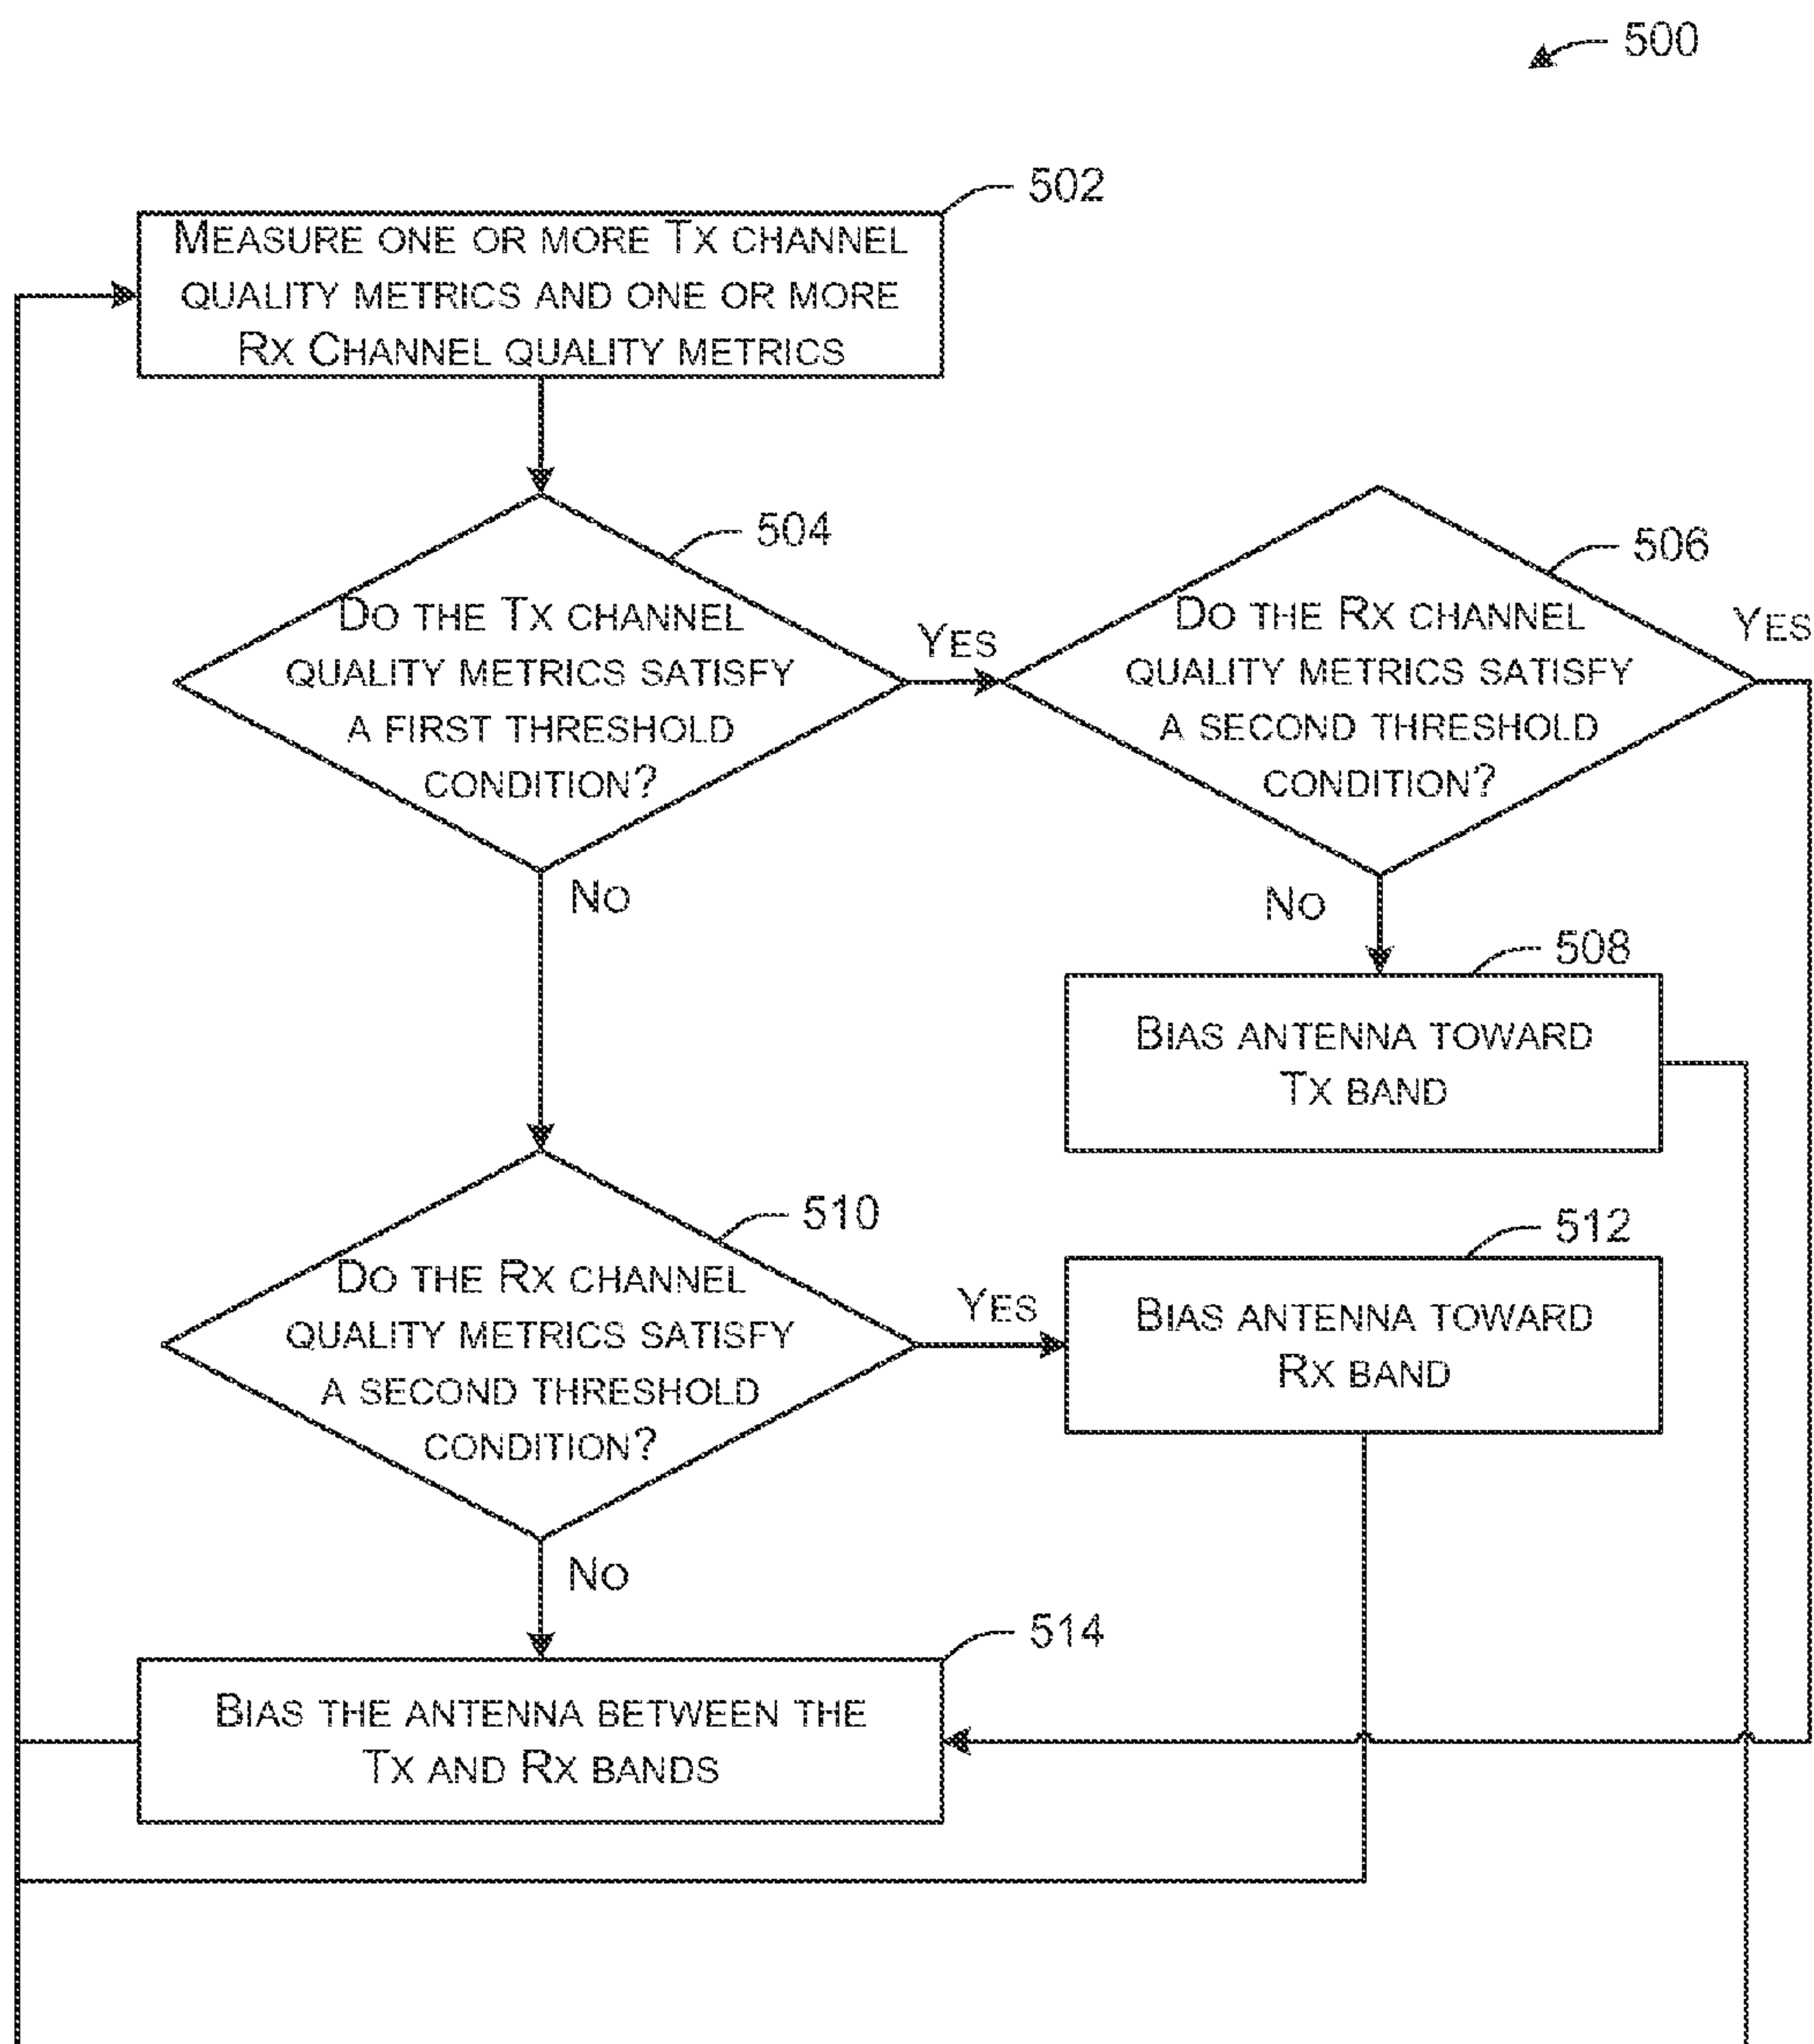 500
502
Measure one or more Tx channel
quality metrics and one or more
Rx Channel quality metrics
504
Do the Tx channel
quality metrics satisfy
a first threshold
condition?
Yes
506
Do the Rx channel
quality metrics satisfy
a second threshold
condition?
Yes
No
No
508
Bias antenna toward
Tx band
510
Do the Rx channel
quality metrics satisfy
a second threshold
condition?
Yes
512
Bias antenna toward
Rx band
No
514
Bias the antenna between the
Tx and Rx bands